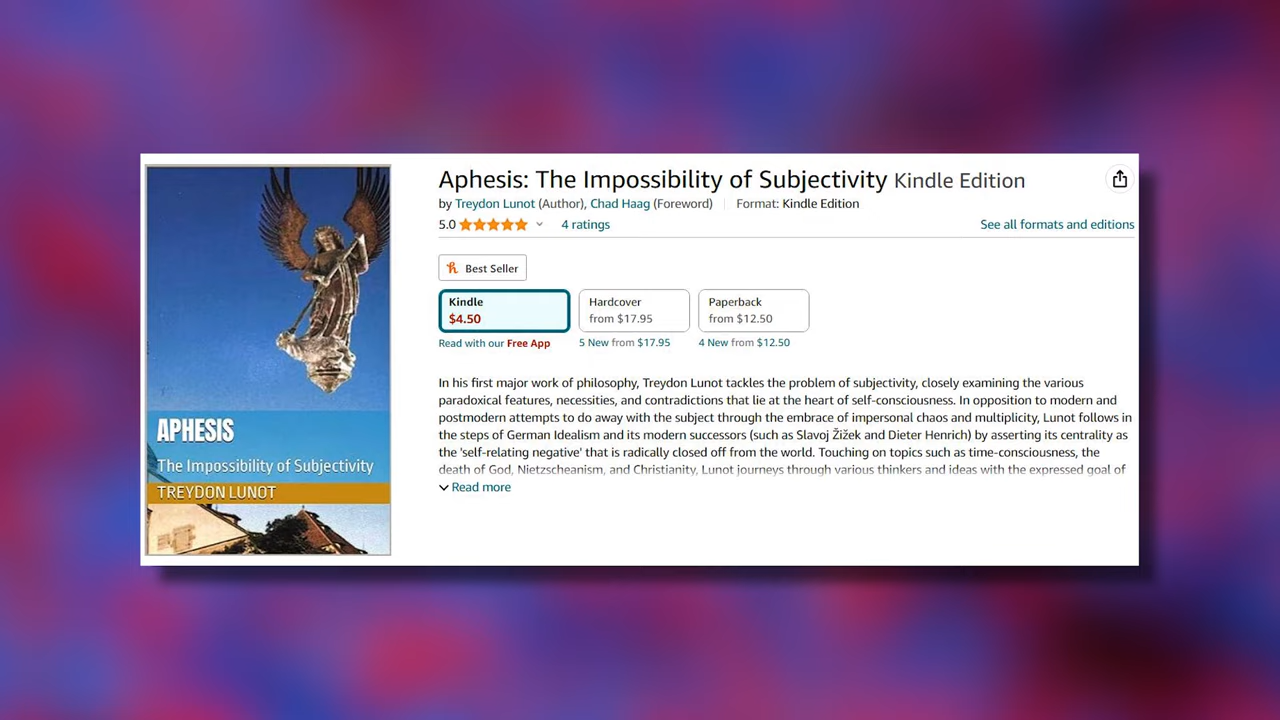 Aphesis: The Impossibility of Subjectivity Kindle Edition
by Treydon Lunot (Author), Chad Haag (Foreword) Format: Kindle Edition
5.0 4 ratings
See all formats and editions
Best Seller
Kindle
$4.50
Hardcover
from $17.95
Paperback
from $12.50
Read with our Free App
5 New from $17.95
4 New from $12.50
In his first major work of philosophy, Treydon Lunot tackles the problem of subjectivity, closely examining the various
paradoxical features, necessities, and contradictions that lie at the heart of self-consciousness. In opposition to modern and
postmodern attempts to do away with the subject through the embrace of impersonal chaos and multiplicity, Lunot follows in
the steps of German Idealism and its modern successors (such as Slavoj Žižek and Dieter Henrich) by asserting its centrality as
the 'self-relating negative' that is radically closed off from the world. Touching on topics such as time-consciousness, the
death of God, Nietzscheanism, and Christianity, Lunot journeys through various thinkers and ideas with the expressed goal of
Read more
APHESIS
The Impossibility of Subjectivity
TREYDON LUNOT